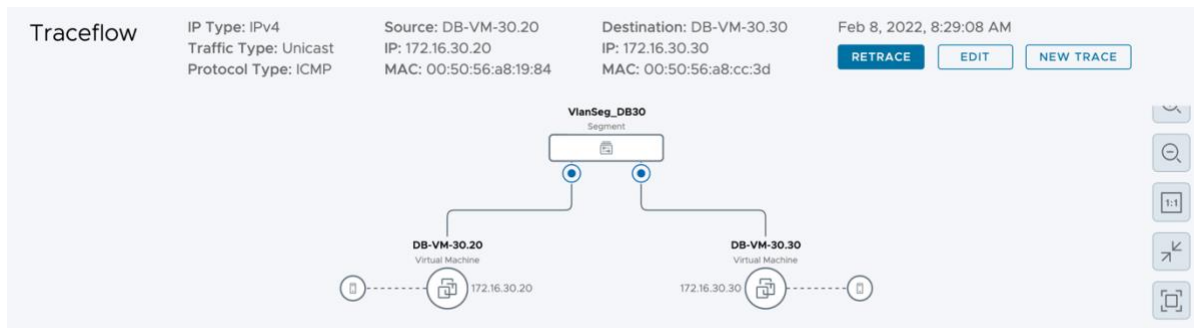 Traceflow
IP Type: IPv4
Traffic Type: Unicast
Protocol Type: ICMP
Source: DB-VM-30.20
IP: 172.16.30.20
MAC: 00:50:56:a8:19:84
Destination: DB-VM-30.30
IP: 172.16.30.30
MAC: 00:50:56:a8:cc:3d
Feb 8, 2022, 8:29:08 AM
RETRACE
EDIT
NEW TRACE
VlanSeg_DB30
Segment
1:1
DB-VM-30.20
Virtual Machine
172.16.30.20
DB-VM-30.30
Virtual Machine
172.16.30.30